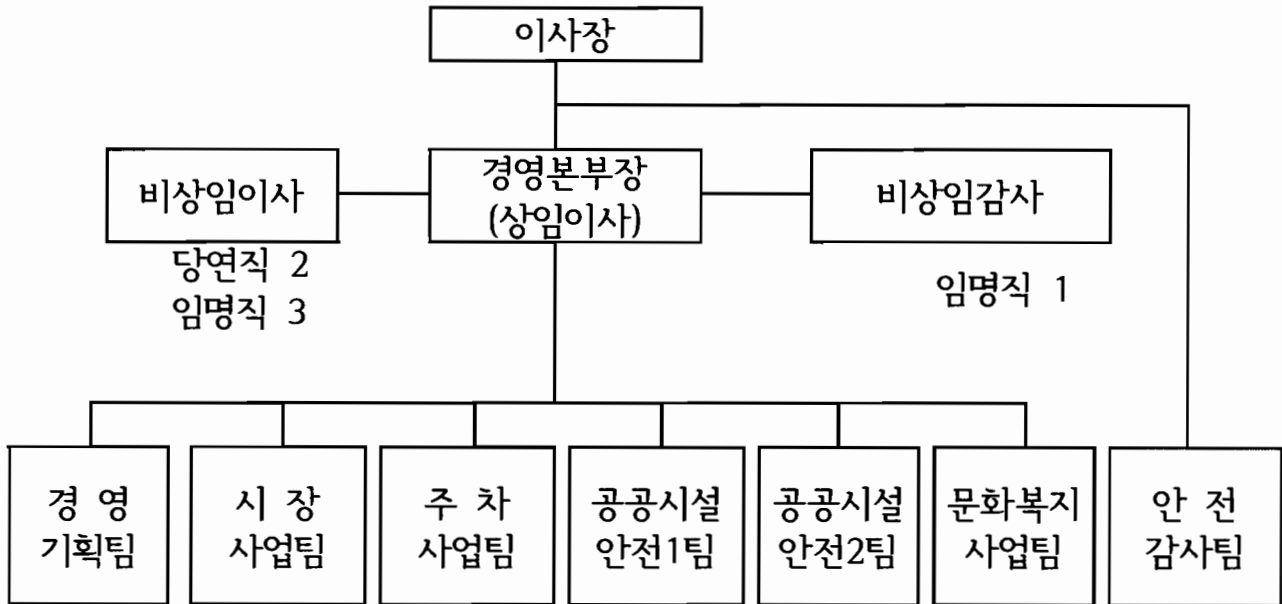 이사장
비상임이사
경영본부장
(상임이사)
비상임감사
당연직 2
임명직 3
임명직 1
경 영
기획팀
시 장
사업팀
주 차
사업팀
공공시설
안전1팀
공공시설
안전2팀
문화복지
사업팀
안 전
감사팀